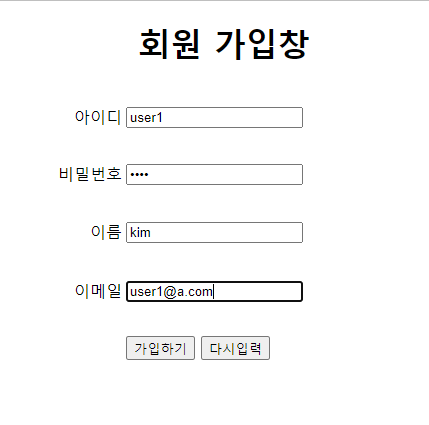 회원 가입창
아이디 user1
비밀번호 ••••
이름 kim
이메일 user1@a.com
가입하기 다시입력